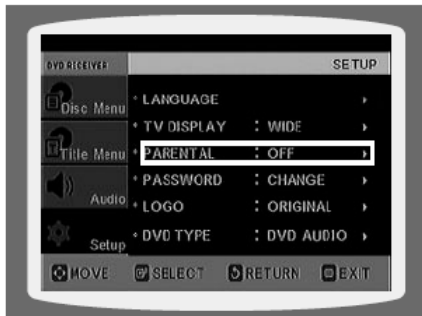 DVD RECEIVER SETUP
Disc Menu
Title Menu
Audio
Setup
LANGUAGE
TV DISPLAY : WIDE
PARENTAL : OFF
PASSWORD : CHANGE
LOGO : ORIGINAL
DVD TYPE : DVD AUDIO
MOVE SELECT RETURN EXIT